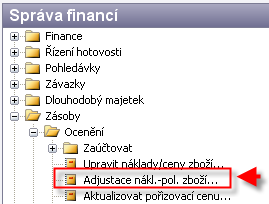 Správa financí
Finance
Řízení hotovosti
Pohledávky
Závazky
Dlouhodobý majetek
Zásoby
Ocenění
Zaúčtovat
Upravit náklady/ceny zboží...
Adjustace nákl.-pol. zboží...
Aktualizovat pořizovací cenu...